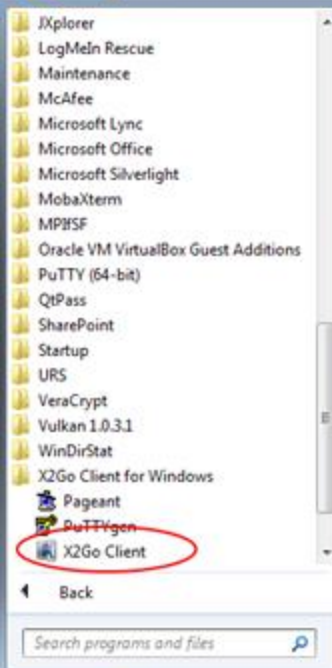 JXplorer
LogMeIn Rescue
Maintenance
McAfee
Microsoft Lync
Microsoft Office
Microsoft Silverlight
MobaXterm
MPIfSF
Oracle VM VirtualBox Guest Additions
PuTTY (64-bit)
QtPass
SharePoint
Startup
URS
VeraCrypt
Vulkan 1.0.3.1
WinDirStat
X2Go Client for Windows
Pageant
PuTTYgen
X2Go Client
Back
Search programs and files